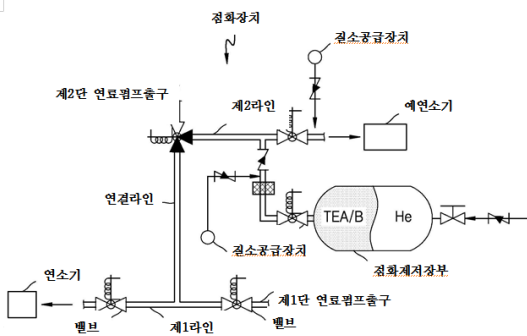 점화장치
질소공급장치
제2단 연료펌프출구
제2라인
예연소기
연결라인
TEA/B
He
질소공급장치
점화제저장부
연소기
제1단 연료펌프출구
벨브
제1라인
벨브